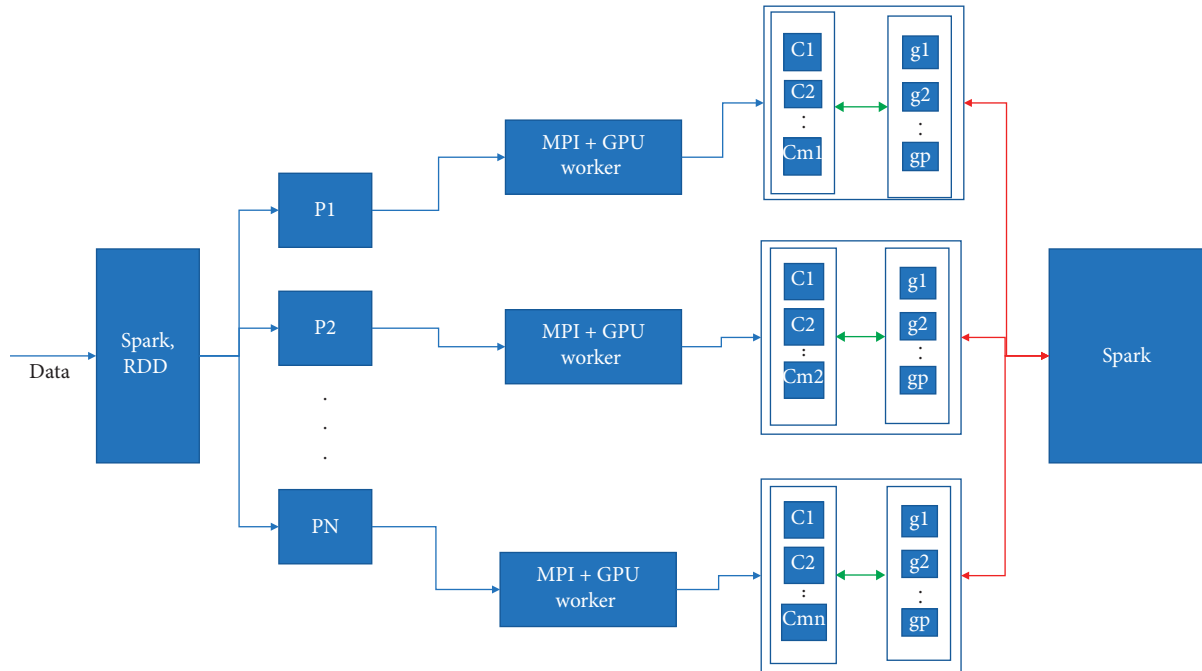 Data
Spark,
RDD
P1
P2
.
.
.
PN
MPI + GPU
worker
MPI + GPU
worker
MPI + GPU
worker
C1
C2
:
Cm1
g1
g2
:
gp
C1
C2
:
Cm2
g1
g2
:
gp
C1
C2
:
Cmn
g1
g2
:
gp
Spark